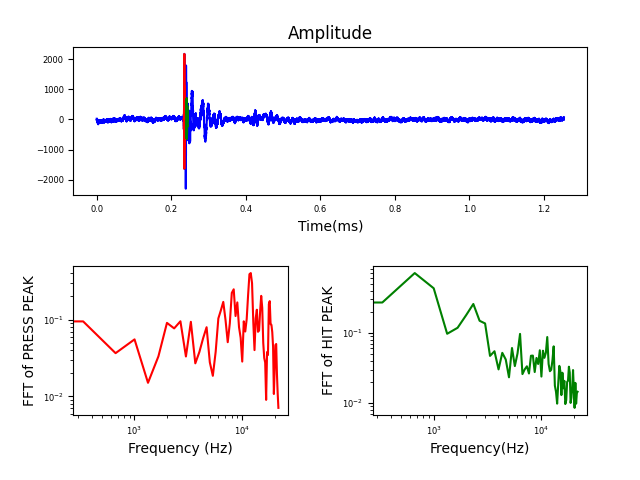 Amplitude
2000
1000
0
−1000
−2000
0.0 0.2 0.4 0.6 0.8 1.0 1.2
Time(ms)
FFT of PRESS PEAK
10⁻¹
10⁻²
10³ 10⁴
Frequency (Hz)
FFT of HIT PEAK
10⁻¹
10⁻²
10³ 10⁴
Frequency(Hz)